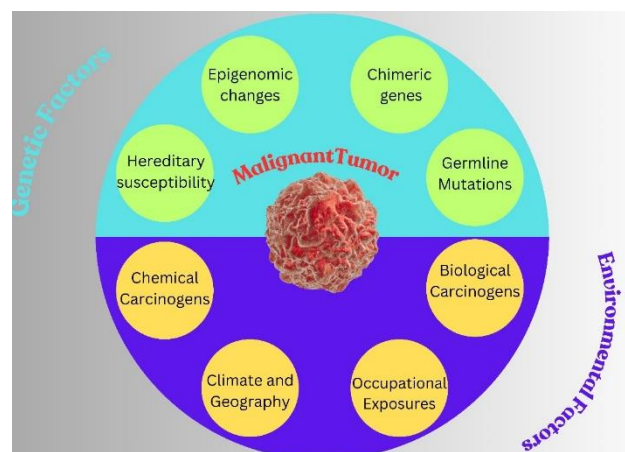 Genetic Factors
Epigenomic
changes
Chimeric
genes
Hereditary
susceptibility
MalignantTumor
Germline
Mutations
Chemical
Carcinogens
Biological
Carcinogens
Climate and
Geography
Occupational
Exposures
Environmental Factors